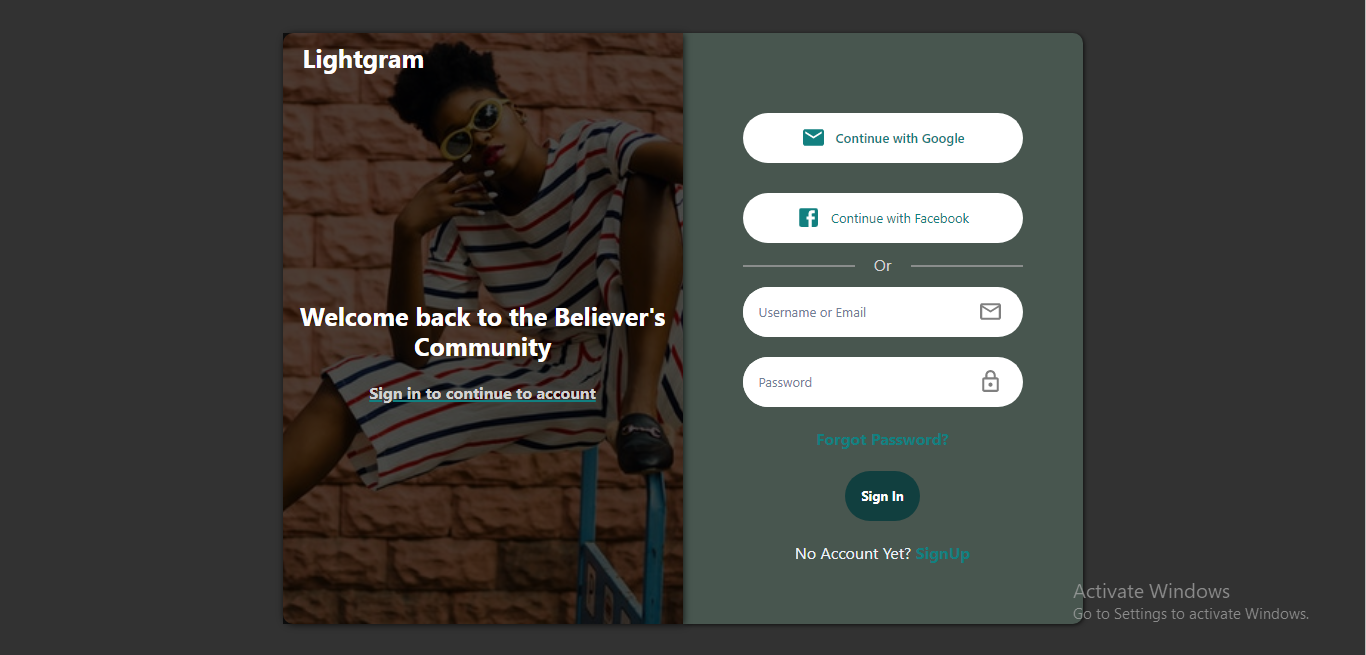 Lightgram
Welcome back to the Believer's
Community
Sign in to continue to account
Continue with Google
Continue with Facebook
Or
Username or Email
Password
Forgot Password?
Sign In
No Account Yet? SignUp
Activate Windows
Go to Settings to activate Windows.